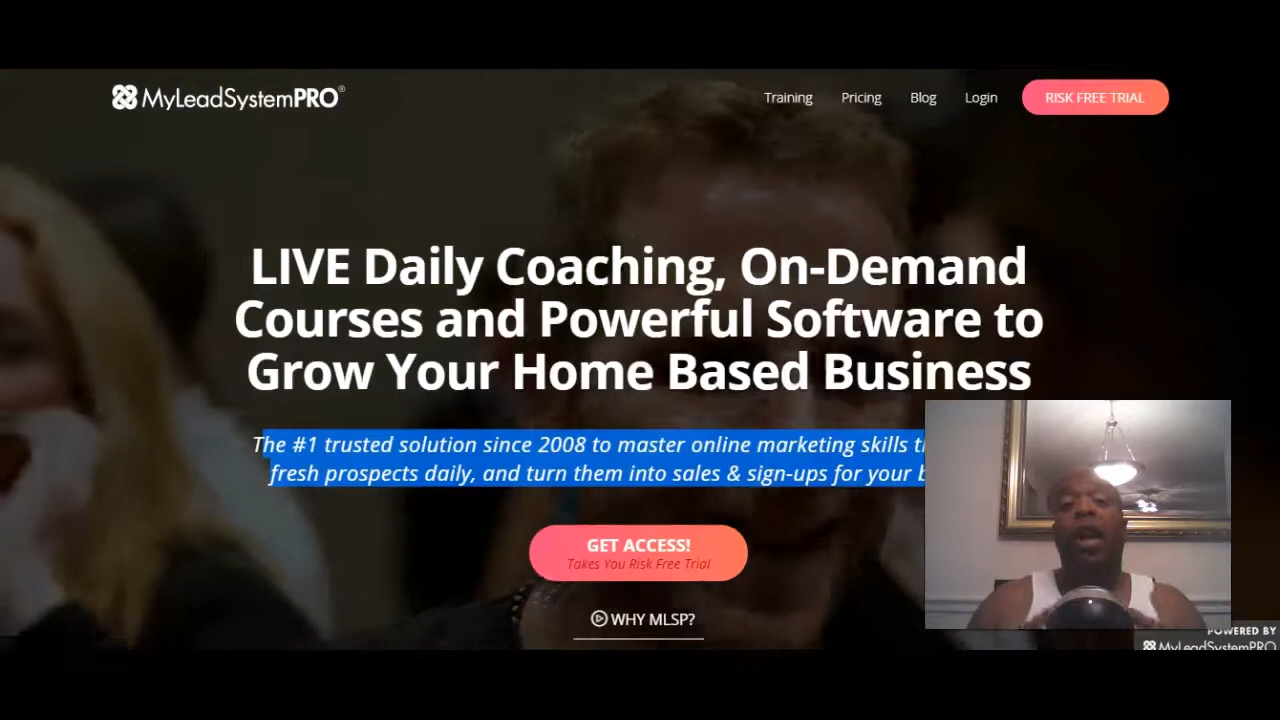 MyLeadSystemPRO®
Training Pricing Blog Login RISK FREE TRIAL
LIVE Daily Coaching, On-Demand
Courses and Powerful Software to
Grow Your Home Based Business
The #1 trusted solution since 2008 to master online marketing skills
fresh prospects daily, and turn them into sales & sign-ups for your
GET ACCESS!
Takes You Risk Free Trial
WHY MLSP?
POWERED BY
MyLeadSystemPRO